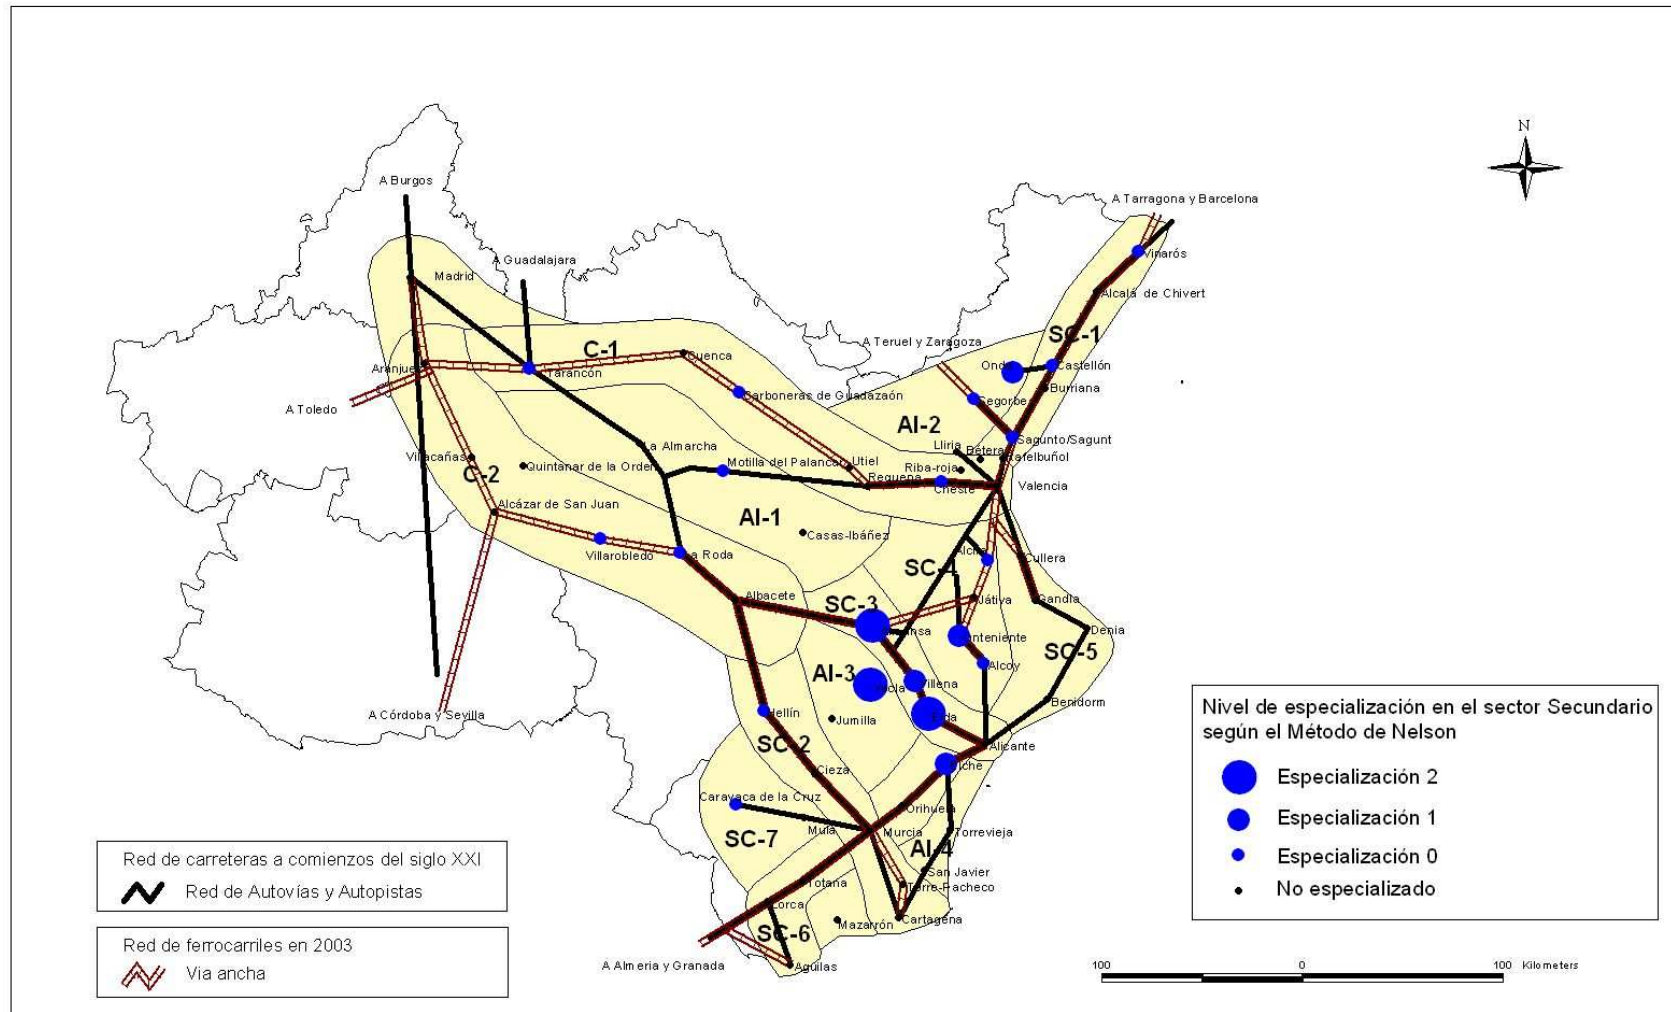 N
A Burgos
A Tarragona y Barcelona
A Guadalajara
Madrid
Vinarós
Alcalá de Chivert
SC-1
A Teruel y Zaragoza
C-1
Cuenca
Onda
Castellón
Aranjuez
Tarancón
Burriana
Carboneras de Guadazaón
Segorbe
A Toledo
AI-2
Sagunto/Sagunt
La Almarcha
Lliria
Bétera
Rafelbuñol
Villacañas
Quintanar de la Orden
Motilla del Palancar
Utiel
Riba-roja
C-2
Requena
Cheste
Valencia
Alcázar de San Juan
AI-1
Casas-Ibáñez
Villarobledo
La Roda
Alcira
Cullera
SC-4
Albacete
SC-3
Játiva
Gandía
Denia
Onteniente
SC-5
AI-3
Alcoy
Villena
Benidorm
A Córdoba y Sevilla
Hellín
Jumilla
Elda
SC-2
Alicante
Cieza
Elche
Caravaca de la Cruz
Orihuela
Mula
Murcia
Torrevieja
SC-7
AI-4
San Javier
Totana
Torre-Pacheco
Lorca
Mazarrón
Cartagena
SC-6
A Almeria y Granada
Aguilas
Nivel de especialización en el sector Secundario
según el Método de Nelson
Especialización 2
Especialización 1
Especialización 0
No especializado
Red de carreteras a comienzos del siglo XXI
Red de Autovías y Autopistas
Red de ferrocarriles en 2003
Via ancha
100
0
100
Kilometers